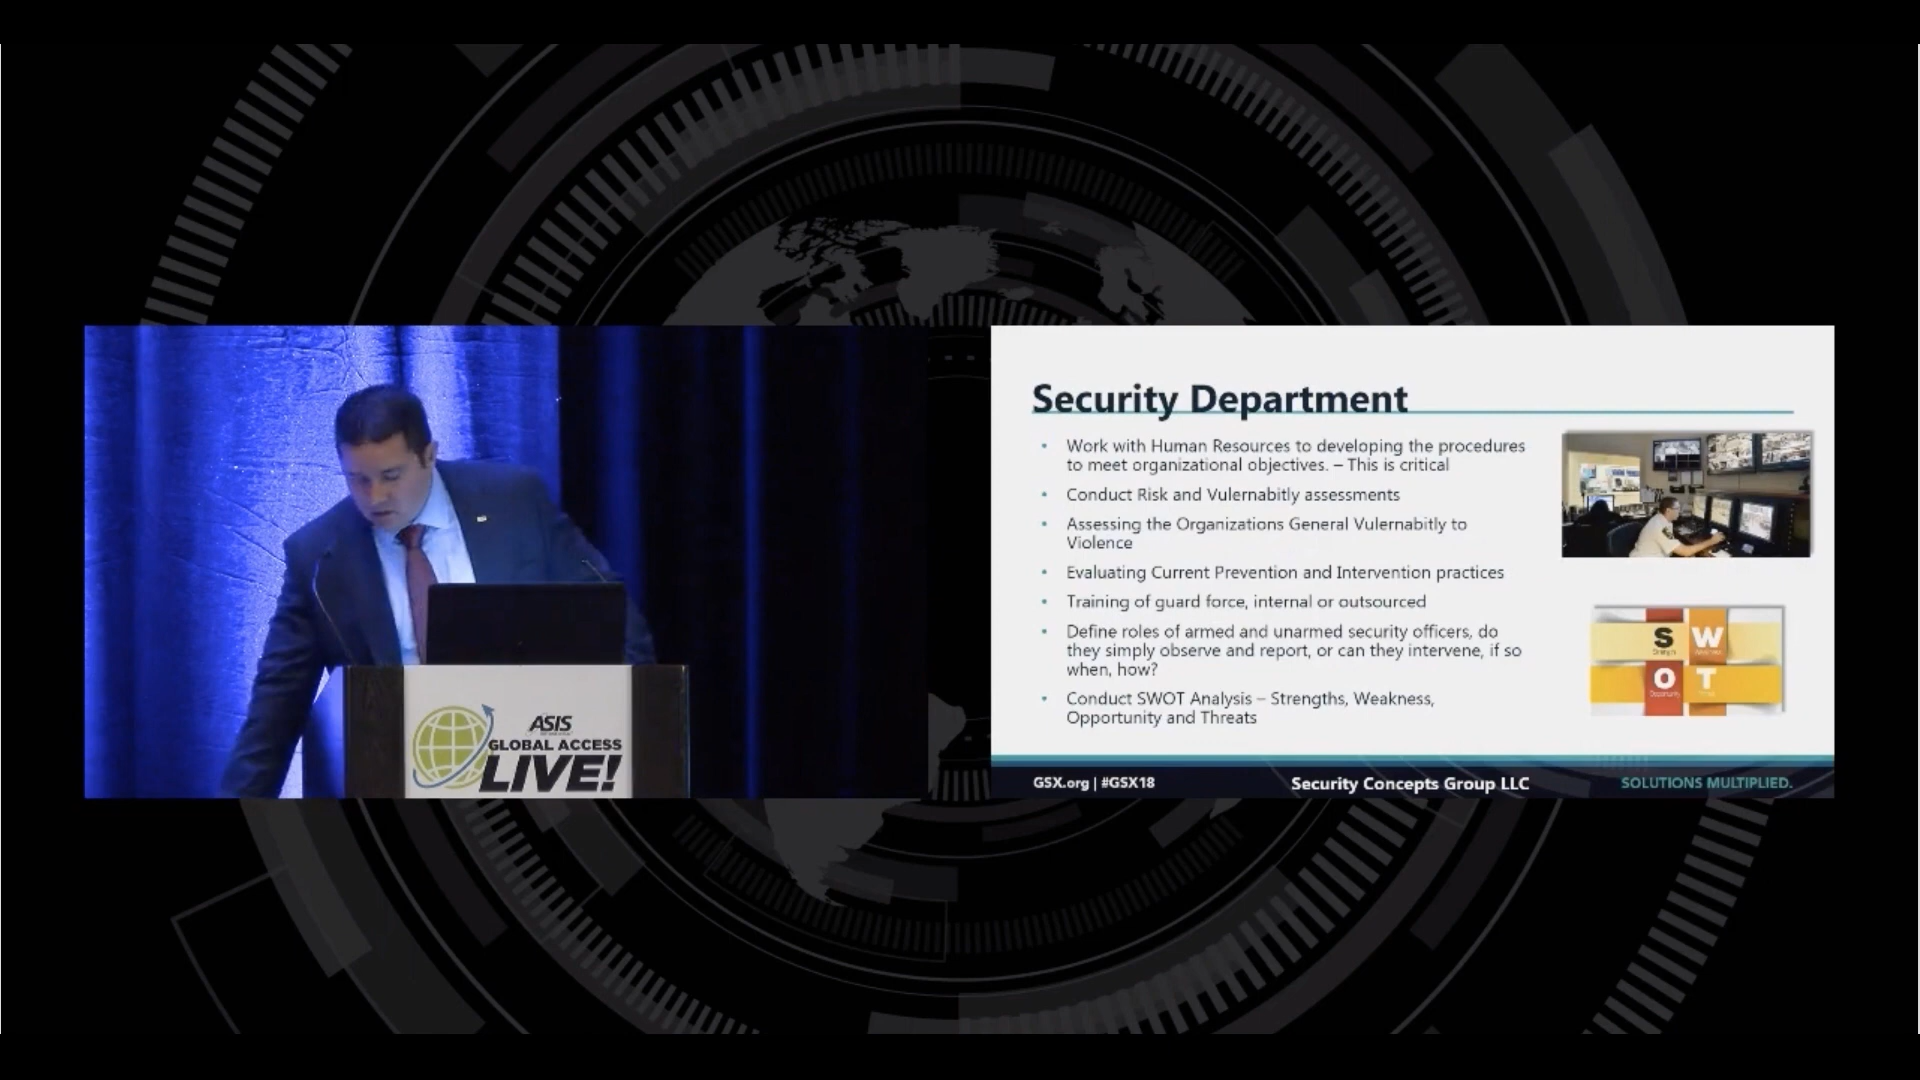 Security Department
Work with Human Resources to developing the procedures
to meet organizational objectives. – This is critical
Conduct Risk and Vulernabitly assessments
Assessing the Organizations General Vulernabitly to
Violence
Evaluating Current Prevention and Intervention practices
Training of guard force, internal or outsourced
Define roles of armed and unarmed security officers, do
they simply observe and report, or can they intervene, if so
when, how?
Conduct SWOT Analysis – Strengths, Weakness,
Opportunity and Threats
S W
O T
GSX.org | #GSX18 Security Concepts Group LLC SOLUTIONS MULTIPLIED.
ASIS
GLOBAL ACCESS
LIVE!